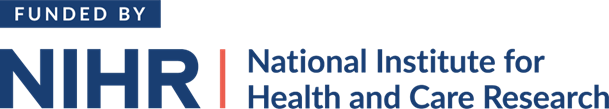 FUNDED BY
NIHR | National Institute for
Health and Care Research